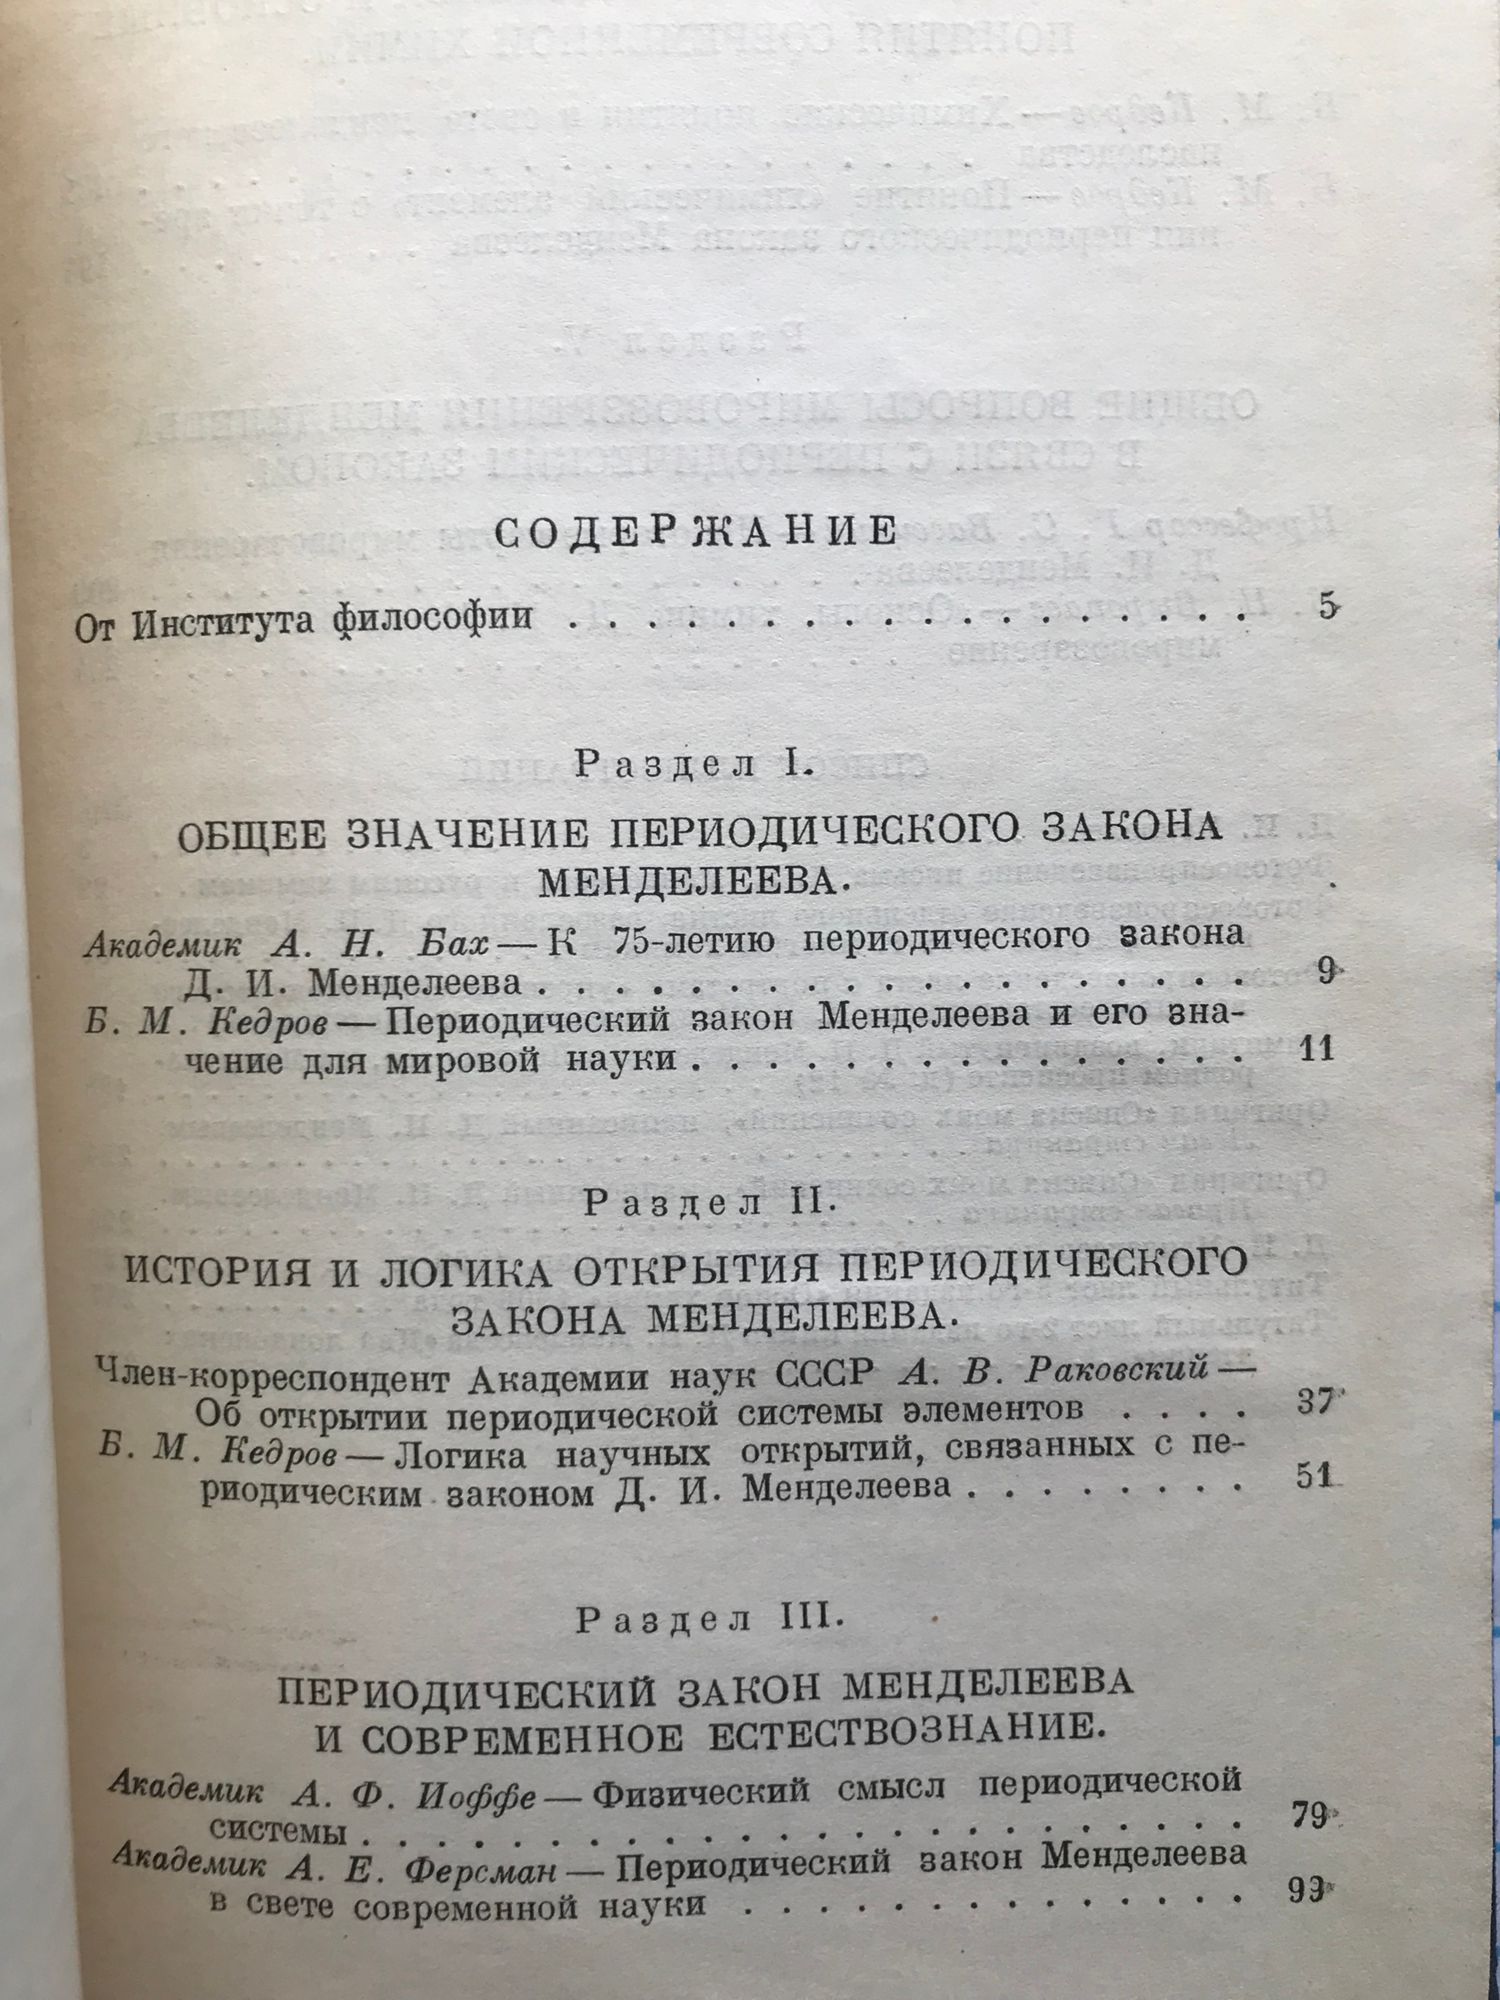 СОДЕРЖАНИЕ
От Института философии . . . . . . . . . . . . . . . . . 5
Раздел I.
ОБЩЕЕ ЗНАЧЕНИЕ ПЕРИОДИЧЕСКОГО ЗАКОНА
МЕНДЕЛЕЕВА.
Академик А. Н. Бах — К 75-летию периодического закона
Д. И. Менделеева . . . . . . . . . . . . . . . . . . 9
Б. М. Кедров — Периодический закон Менделеева и его зна-
чение для мировой науки . . . . . . . . . . . . . . 11
Раздел II.
ИСТОРИЯ И ЛОГИКА ОТКРЫТИЯ ПЕРИОДИЧЕСКОГО
ЗАКОНА МЕНДЕЛЕЕВА.
Член-корреспондент Академии наук СССР А. В. Раковский —
Об открытии периодической системы элементов . . . . 37
Б. М. Кедров — Логика научных открытий, связанных с пе-
риодическим законом Д. И. Менделеева . . . . . . . . 51
Раздел III.
ПЕРИОДИЧЕСКИЙ ЗАКОН МЕНДЕЛЕЕВА
И СОВРЕМЕННОЕ ЕСТЕСТВОЗНАНИЕ.
Академик А. Ф. Иоффе — Физический смысл периодической
системы . . . . . . . . . . . . . . . . . . . . . . . 79
Академик А. Е. Ферсман — Периодический закон Менделеева
в свете современной науки . . . . . . . . . . . . . . 93